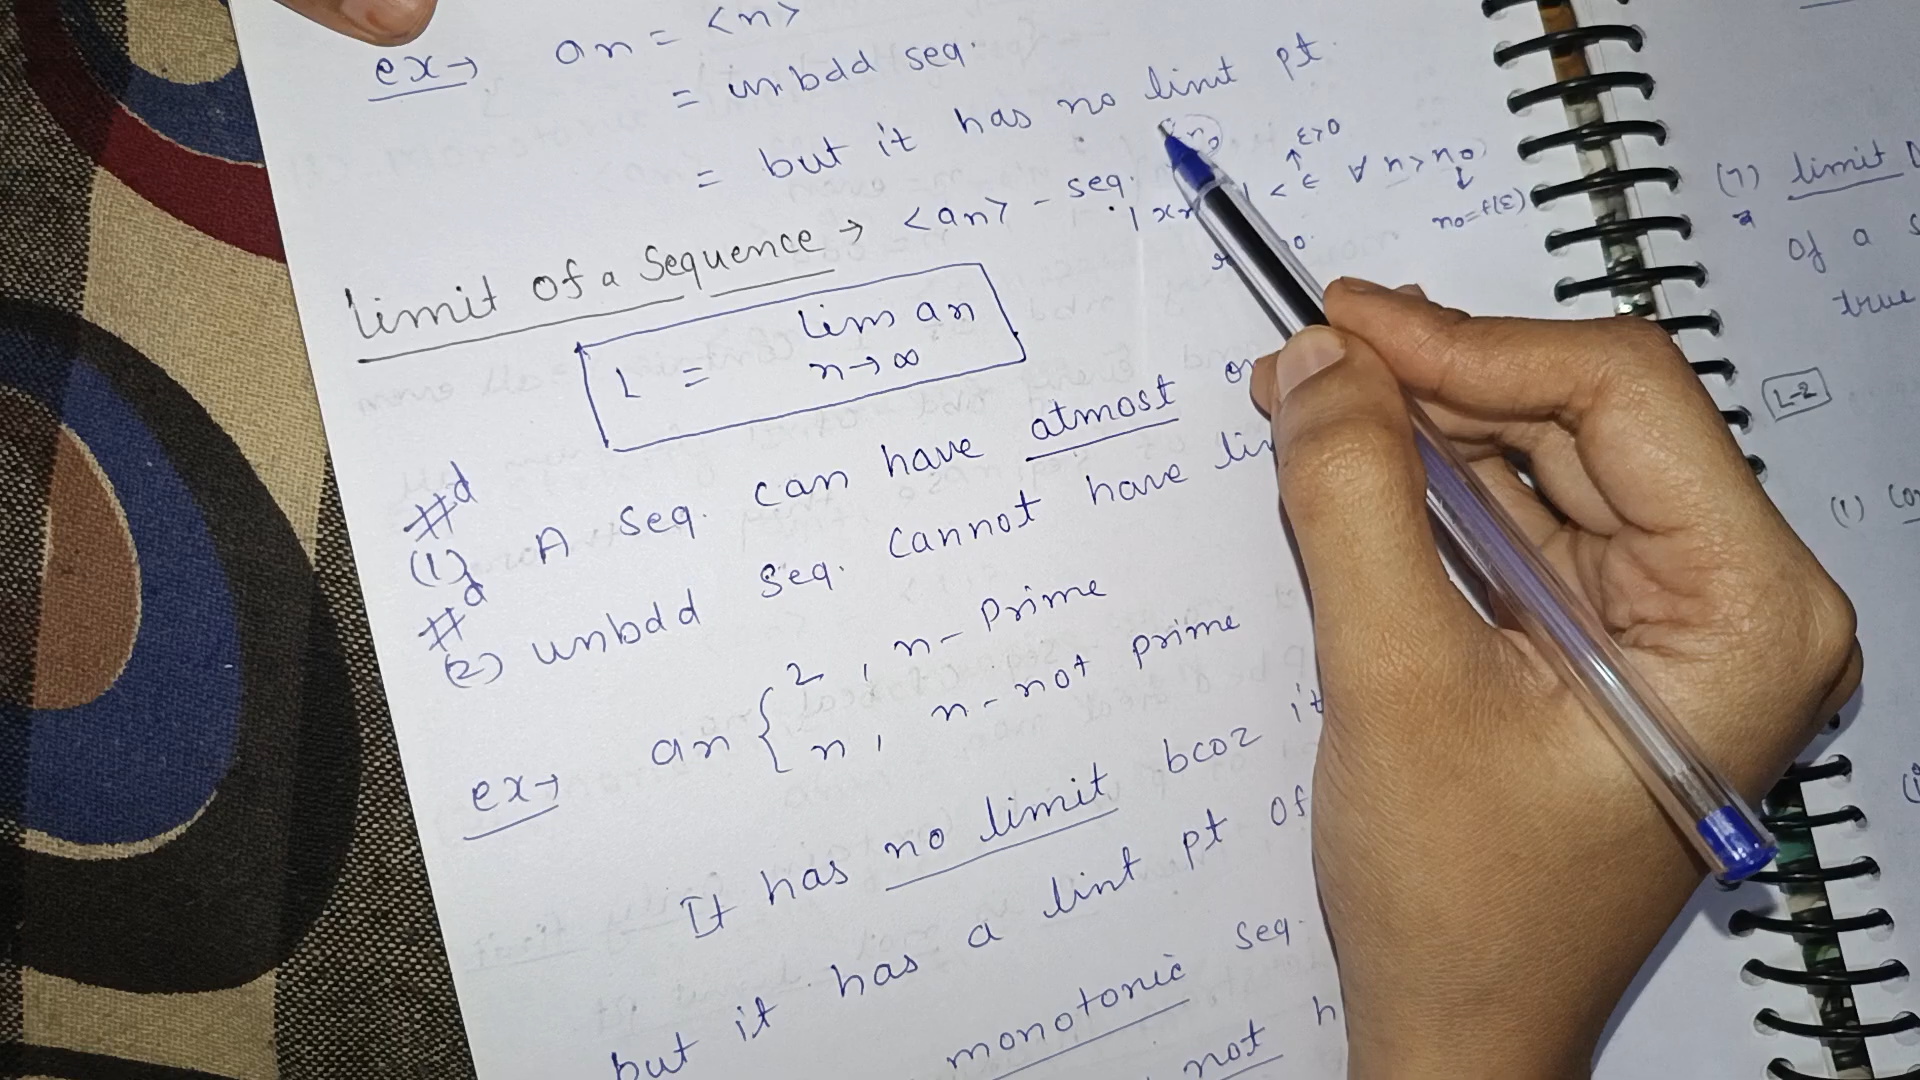 ex→ an = <n>
= unbdd seq.
= but it has no limt pt.
Limit of a Sequence → <an> - seq.
ε>0
< ε ∀ n > n0
n0=f(ε)
L = lim an
n→∞
#d
(1) A seq. can have atmost
#d
(2) unbdd seq. cannot have
ex→ an { 2 , n - prime
n , n - not prime
It has no limit bcoz it
but it has a limt pt of
monotonic seq.
not
(7) limit
of a
true
L-2
(1)